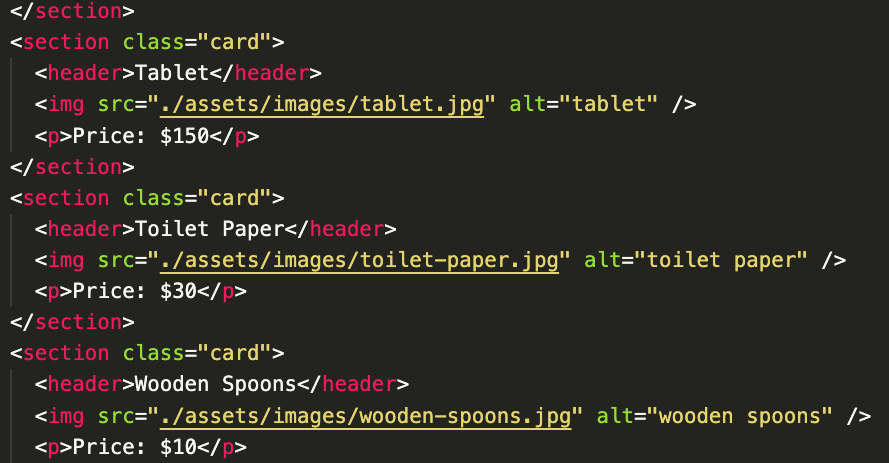 </section>
<section class="card">
<header>Tablet</header>
<img src="./assets/images/tablet.jpg" alt="tablet" />
<p>Price: $150</p>
</section>
<section class="card">
<header>Toilet Paper</header>
<img src="./assets/images/toilet-paper.jpg" alt="toilet paper" />
<p>Price: $30</p>
</section>
<section class="card">
<header>Wooden Spoons</header>
<img src="./assets/images/wooden-spoons.jpg" alt="wooden spoons" />
<p>Price: $10</p>